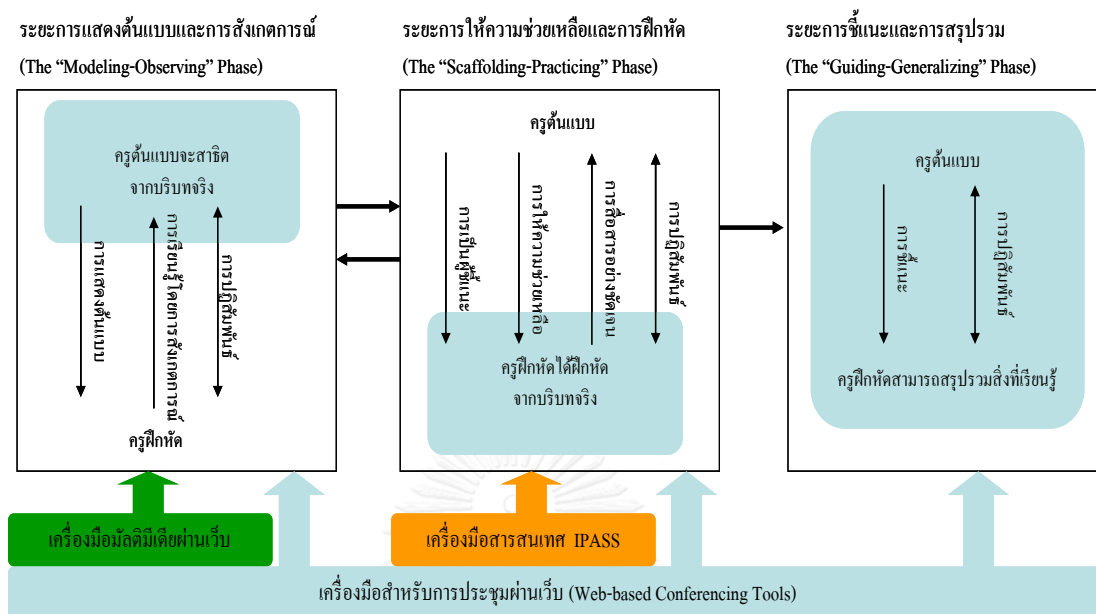 ระยะการแสดงต้นแบบและการสังเกตการณ์
(The “Modeling-Observing” Phase)
ครูต้นแบบจะสาธิต
จากบริบทจริง
การแสดงต้นแบบ
การเรียนรู้โดยการสังเกตการณ์
การปฏิสัมพันธ์
ครูฝึกหัด
ระยะการให้ความช่วยเหลือและการฝึกหัด
(The “Scaffolding-Practicing” Phase)
ครูต้นแบบ
การเป็นผู้ชี้แนะ
การให้ความช่วยเหลือ
การสื่อสารอย่างชัดเจน
การปฏิสัมพันธ์
ครูฝึกหัดได้ฝึกหัด
จากบริบทจริง
ระยะการชี้แนะและการสรุปรวม
(The “Guiding-Generalizing” Phase)
ครูต้นแบบ
การชี้แนะ
การปฏิสัมพันธ์
ครูฝึกหัดสามารถสรุปรวมสิ่งที่เรียนรู้
เครื่องมือมัลติมีเดียผ่านเว็บ
เครื่องมือสารสนเทศ IPASS
เครื่องมือสำหรับการประชุมผ่านเว็บ (Web-based Conferencing Tools)